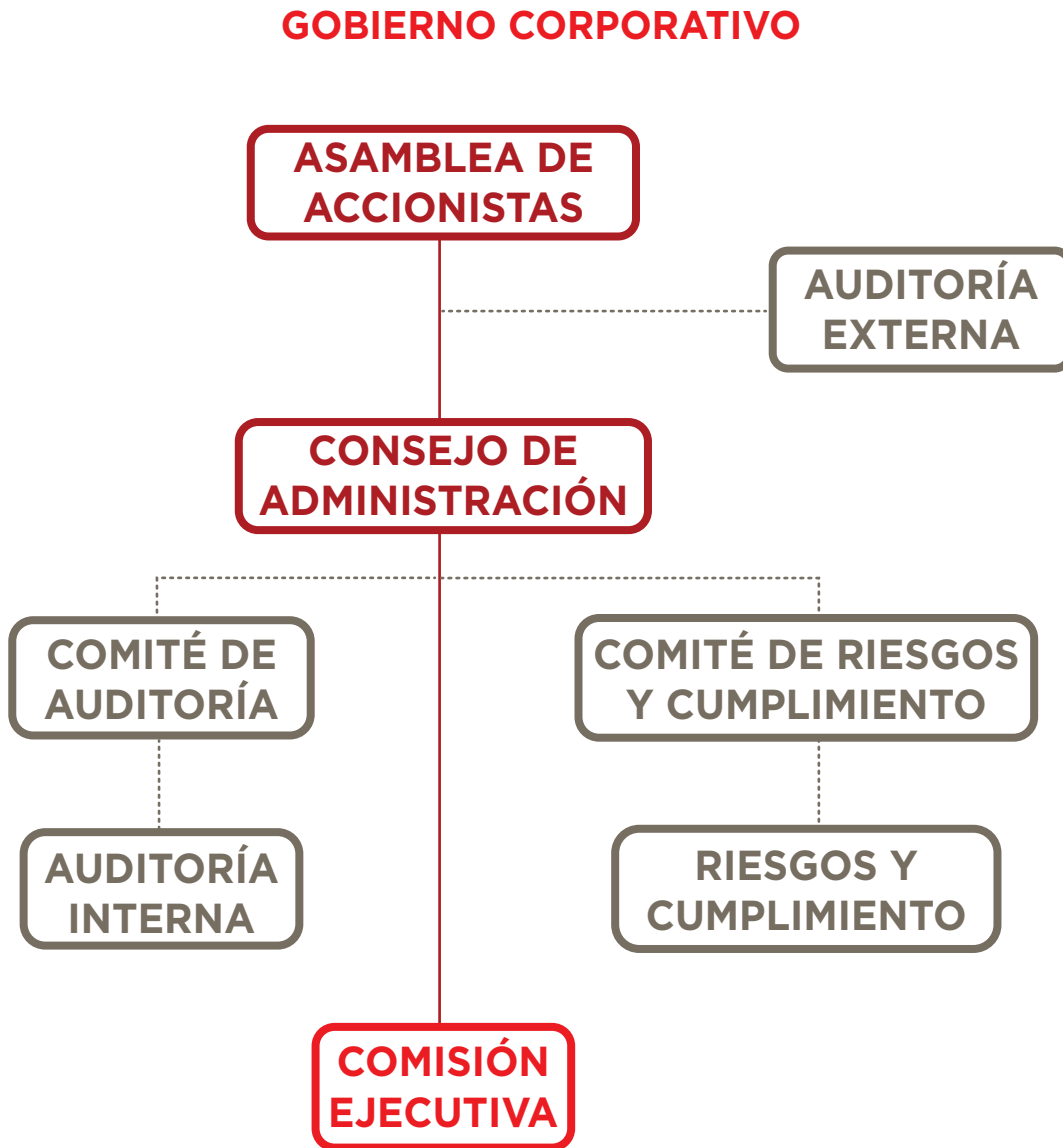 GOBIERNO CORPORATIVO
ASAMBLEA DE
ACCIONISTAS
AUDITORÍA
EXTERNA
CONSEJO DE
ADMINISTRACIÓN
COMITÉ DE
AUDITORÍA
COMITÉ DE RIESGOS
Y CUMPLIMIENTO
AUDITORÍA
INTERNA
RIESGOS Y
CUMPLIMIENTO
COMISIÓN
EJECUTIVA